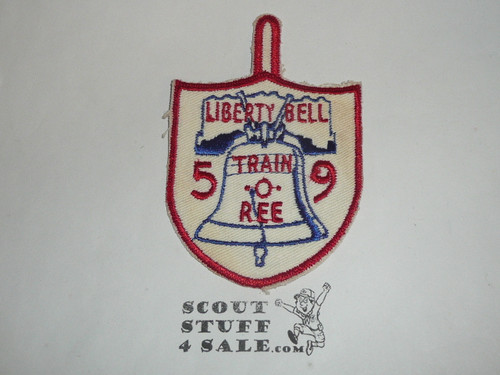 LIBERTY BELL
TRAIN
5 -O- 9
REE
SCOUT
STUFF
4 SALE.COM